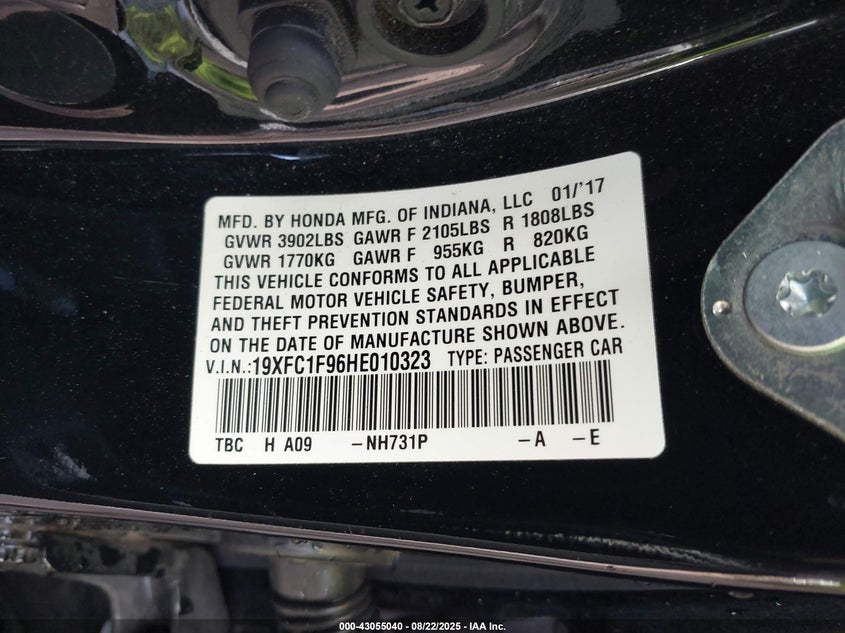 MFD. BY HONDA MFG. OF INDIANA, LLC 01/'17
GVWR 3902LBS GAWR F 2105LBS R 1808LBS
GVWR 1770KG GAWR F 955KG R 820KG
THIS VEHICLE CONFORMS TO ALL APPLICABLE
FEDERAL MOTOR VEHICLE SAFETY, BUMPER,
AND THEFT PREVENTION STANDARDS IN EFFECT
ON THE DATE OF MANUFACTURE SHOWN ABOVE.
V.I.N.:19XFC1F96HE010323 TYPE: PASSENGER CAR
TBC H A09 -NH731P -A -E
000-43055040 - 08/22/2025 - IAA Inc.